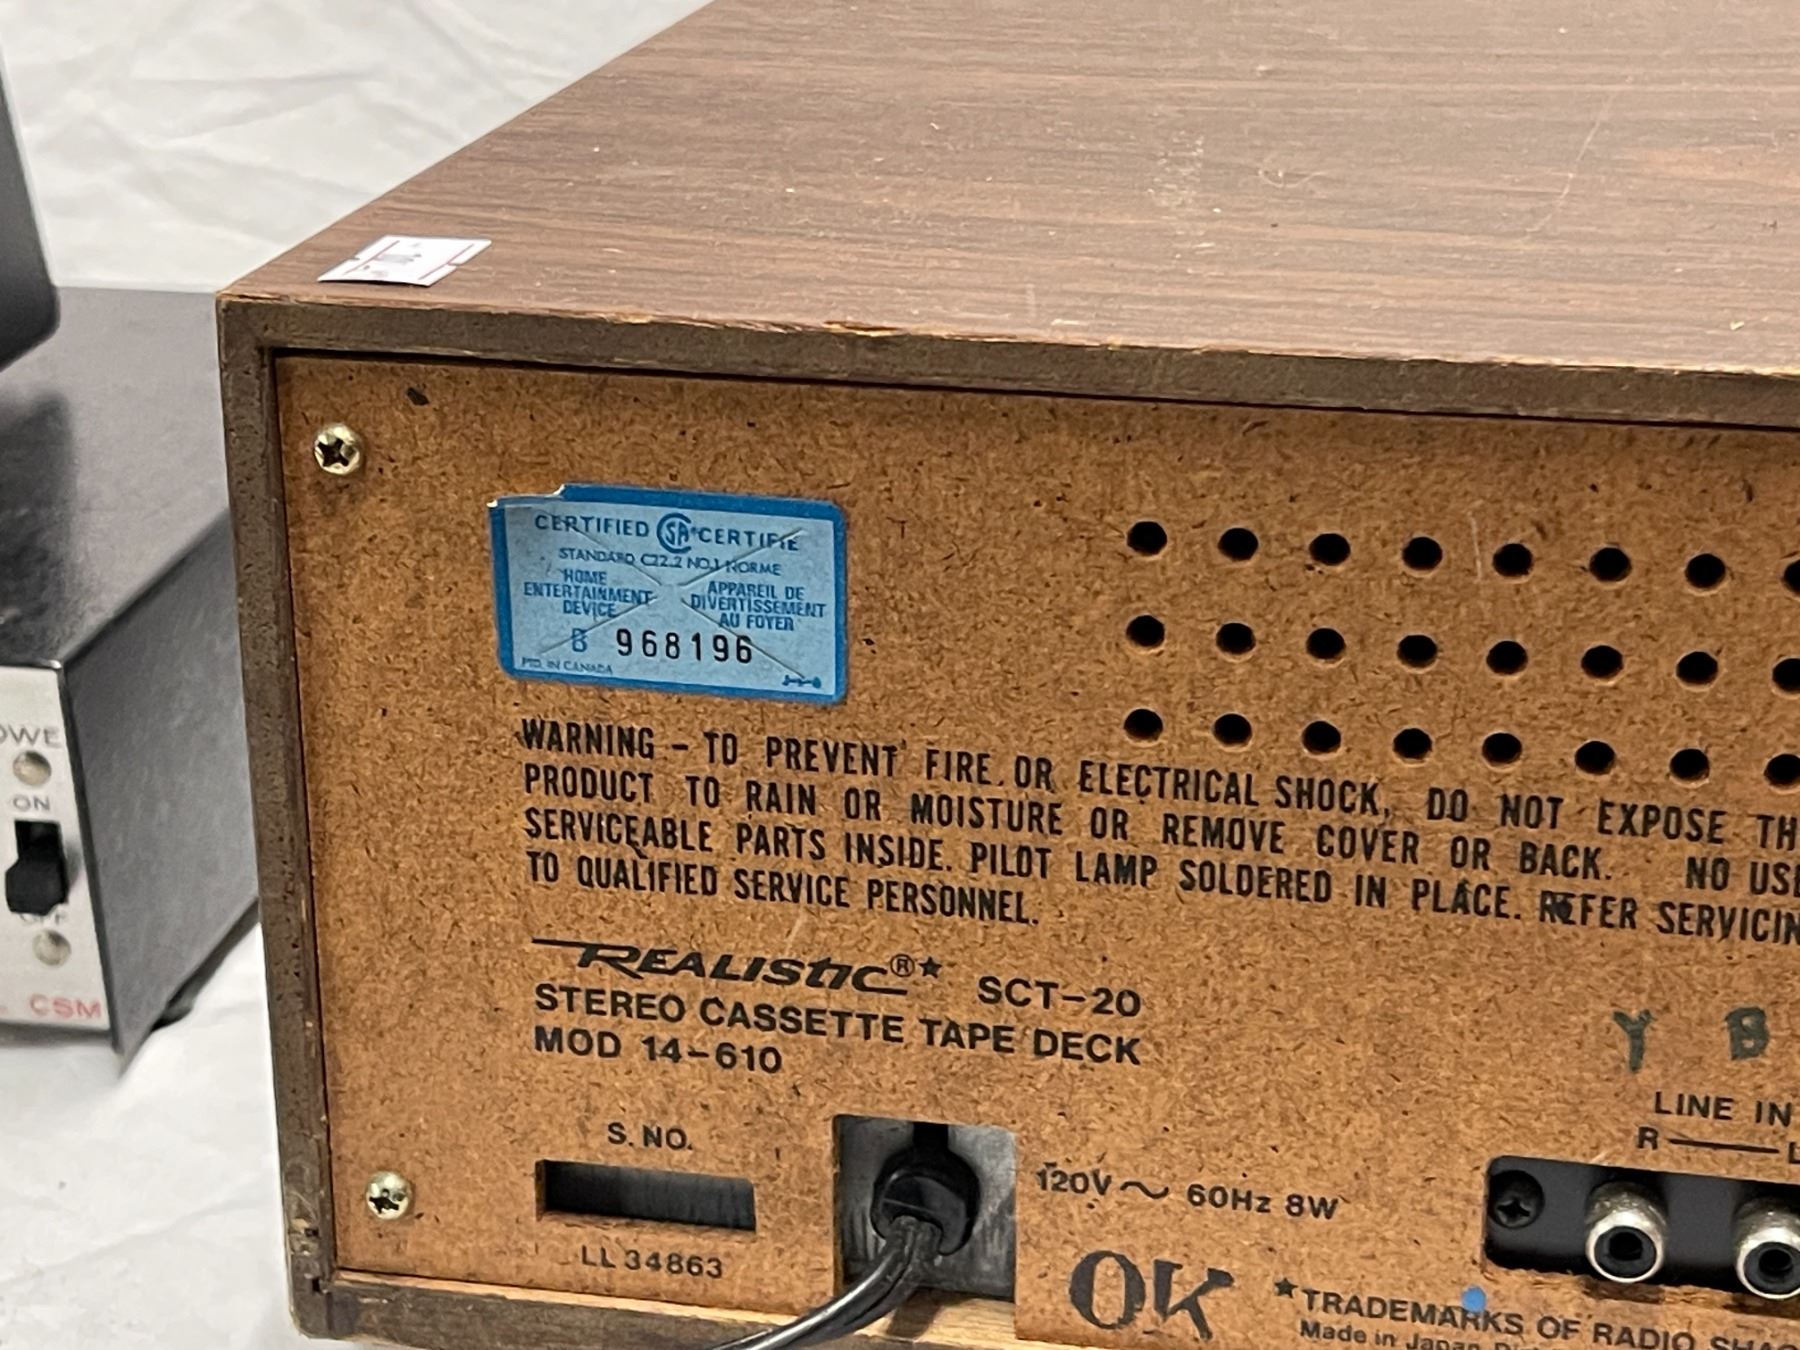 CERTIFIED CSA CERTIFIE
STANDARD C22.2 NO.1 NORME
HOME
ENTERTAINMENT
DEVICE
APPAREIL DE
DIVERTISSEMENT
AU FOYER
B 968196
PTD. IN CANADA
WARNING - TO PREVENT FIRE OR ELECTRICAL SHOCK, DO NOT EXPOSE TH
PRODUCT TO RAIN OR MOISTURE OR REMOVE COVER OR BACK. NO USE
SERVICEABLE PARTS INSIDE. PILOT LAMP SOLDERED IN PLACE. REFER SERVICIN
TO QUALIFIED SERVICE PERSONNEL.
REALISTIC®★ SCT-20
STEREO CASSETTE TAPE DECK
MOD 14-610
Y B
LINE IN
R L
S. NO.
LL 34863
120V ~ 60Hz 8W
OK
★TRADEMARKS OF RADIO SHAC
Made in Japan
OWE
ON
OFF
CSM